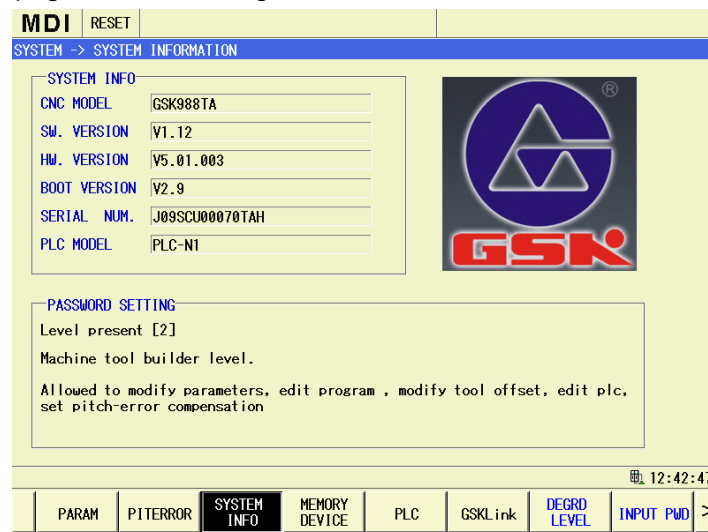 MDI RESET
SYSTEM -> SYSTEM INFORMATION
SYSTEM INFO
CNC MODEL GSK988TA
SW. VERSION V1.12
HW. VERSION V5.01.003
BOOT VERSION V2.9
SERIAL NUM. J09SCU00070TAH
PLC MODEL PLC-N1
®
GSK
PASSWORD SETTING
Level present [2]
Machine tool builder level.
Allowed to modify parameters, edit program , modify tool offset, edit plc,
set pitch-error compensation
12:42:47
PARAM PITERROR SYSTEM INFO MEMORY DEVICE PLC GSKLink DEGRD LEVEL INPUT PWD >